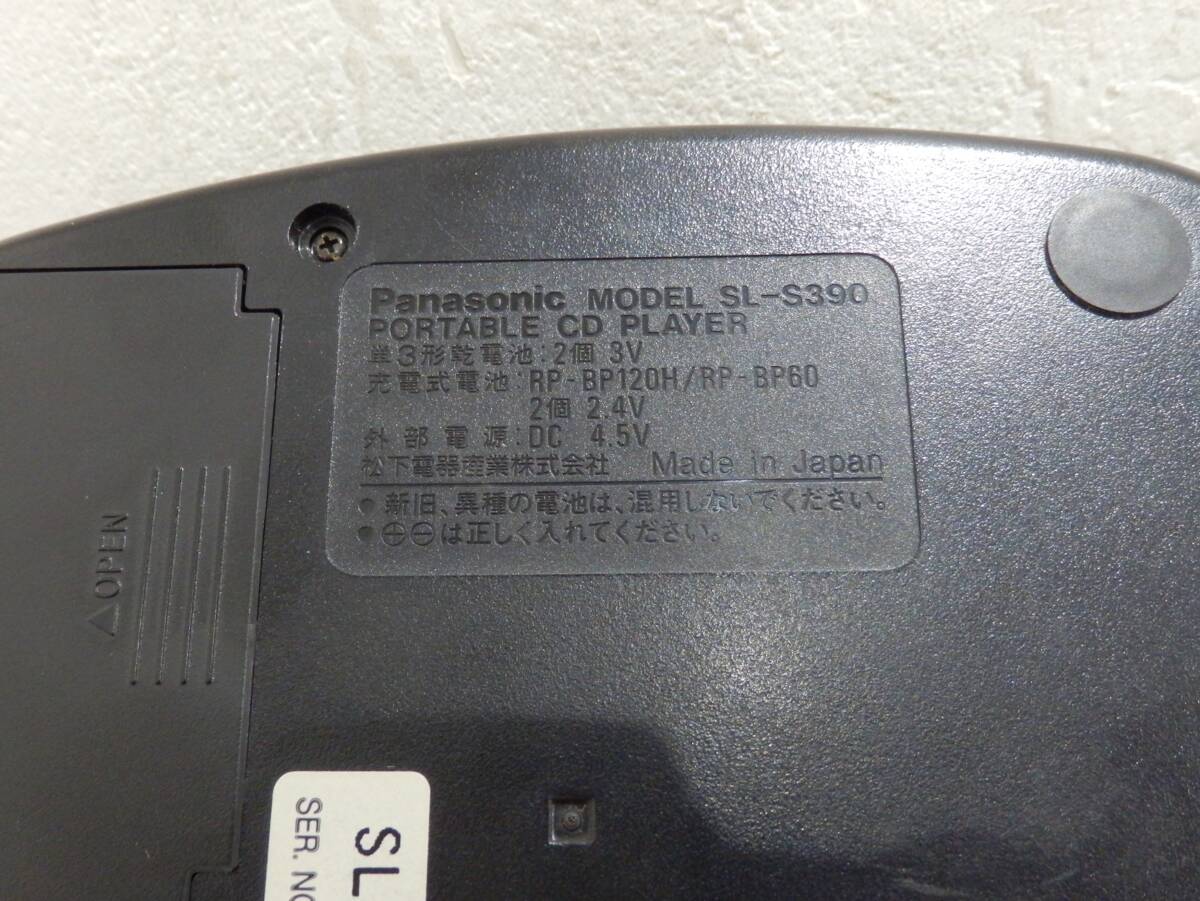 Panasonic MODEL SL-S390
PORTABLE CD PLAYER
単3形乾電池:2個 3V
充電式電池:RP-BP120H/RP-BP60
2個 2.4V
外部電源:DC 4.5V
松下電器産業株式会社 Made in Japan
●新旧、異種の電池は、混用しないでください。
●⊕⊖は正しく入れてください。
△OPEN
SL
SER. NO